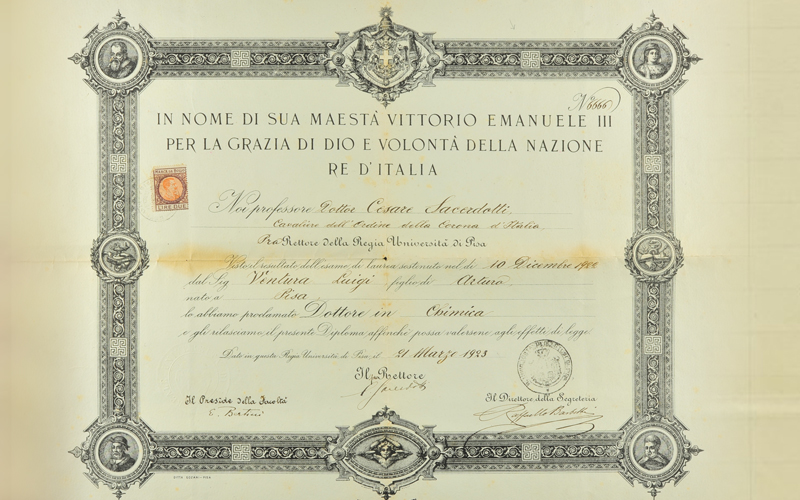 N. 6666
IN NOME DI SUA MAESTÀ VITTORIO EMANUELE III
PER LA GRAZIA DI DIO E VOLONTÀ DELLA NAZIONE
RE D'ITALIA
LIRE DUE
Noi professore Dottor Cesare Sacerdotti,
Cavaliere dell'Ordine della Corona d'Italia,
Pro Rettore della Regia Università di Pisa
Visto il resultato dell'esame di laurea sostenuto nel dì 10 Dicembre
dal Sig. Ventura Luigi figlio de Arturo
nato a Pisa
lo abbiamo proclamato Dottore in Chimica
e gli rilasciamo il presente Diploma affinchè possa valersene agli effetti di legge.
Dato in questa Regia Università di Pisa, il 21 Marzo 1923
Il pro Rettore
Il Preside della Facoltà
Il Direttore della Segreteria
E. Bertini